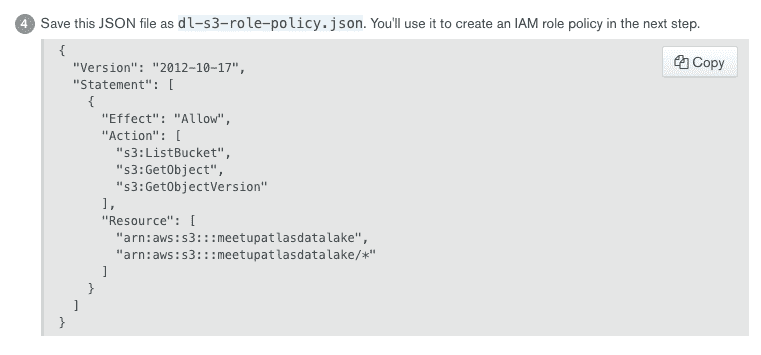 4 Save this JSON file as dl-s3-role-policy.json. You'll use it to create an IAM role policy in the next step.
Copy
{
  "Version": "2012-10-17",
  "Statement": [
    {
      "Effect": "Allow",
      "Action": [
        "s3:ListBucket",
        "s3:GetObject",
        "s3:GetObjectVersion"
      ],
      "Resource": [
        "arn:aws:s3:::meetupatlasdatalake",
        "arn:aws:s3:::meetupatlasdatalake/*"
      ]
    }
  ]
}